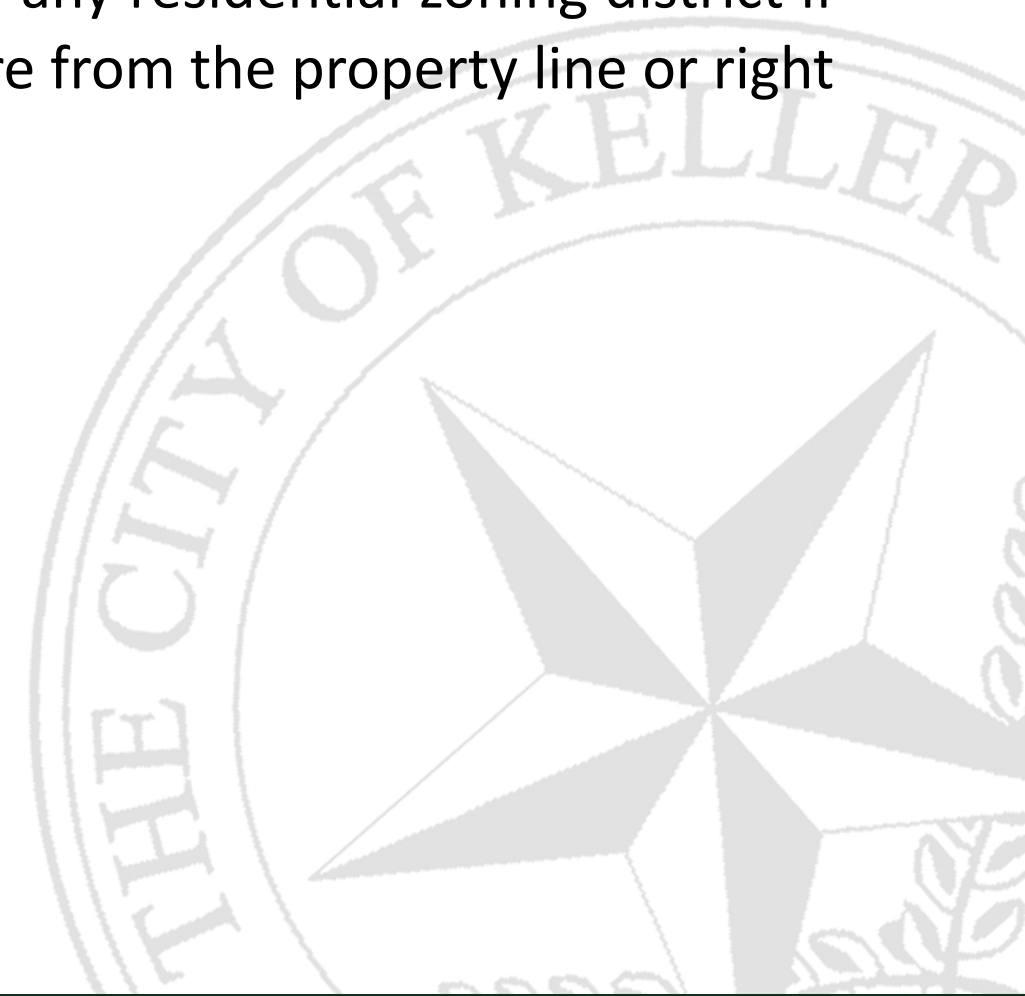 any residential zoning district if
re from the property line or right
THE CITY OF KELLER